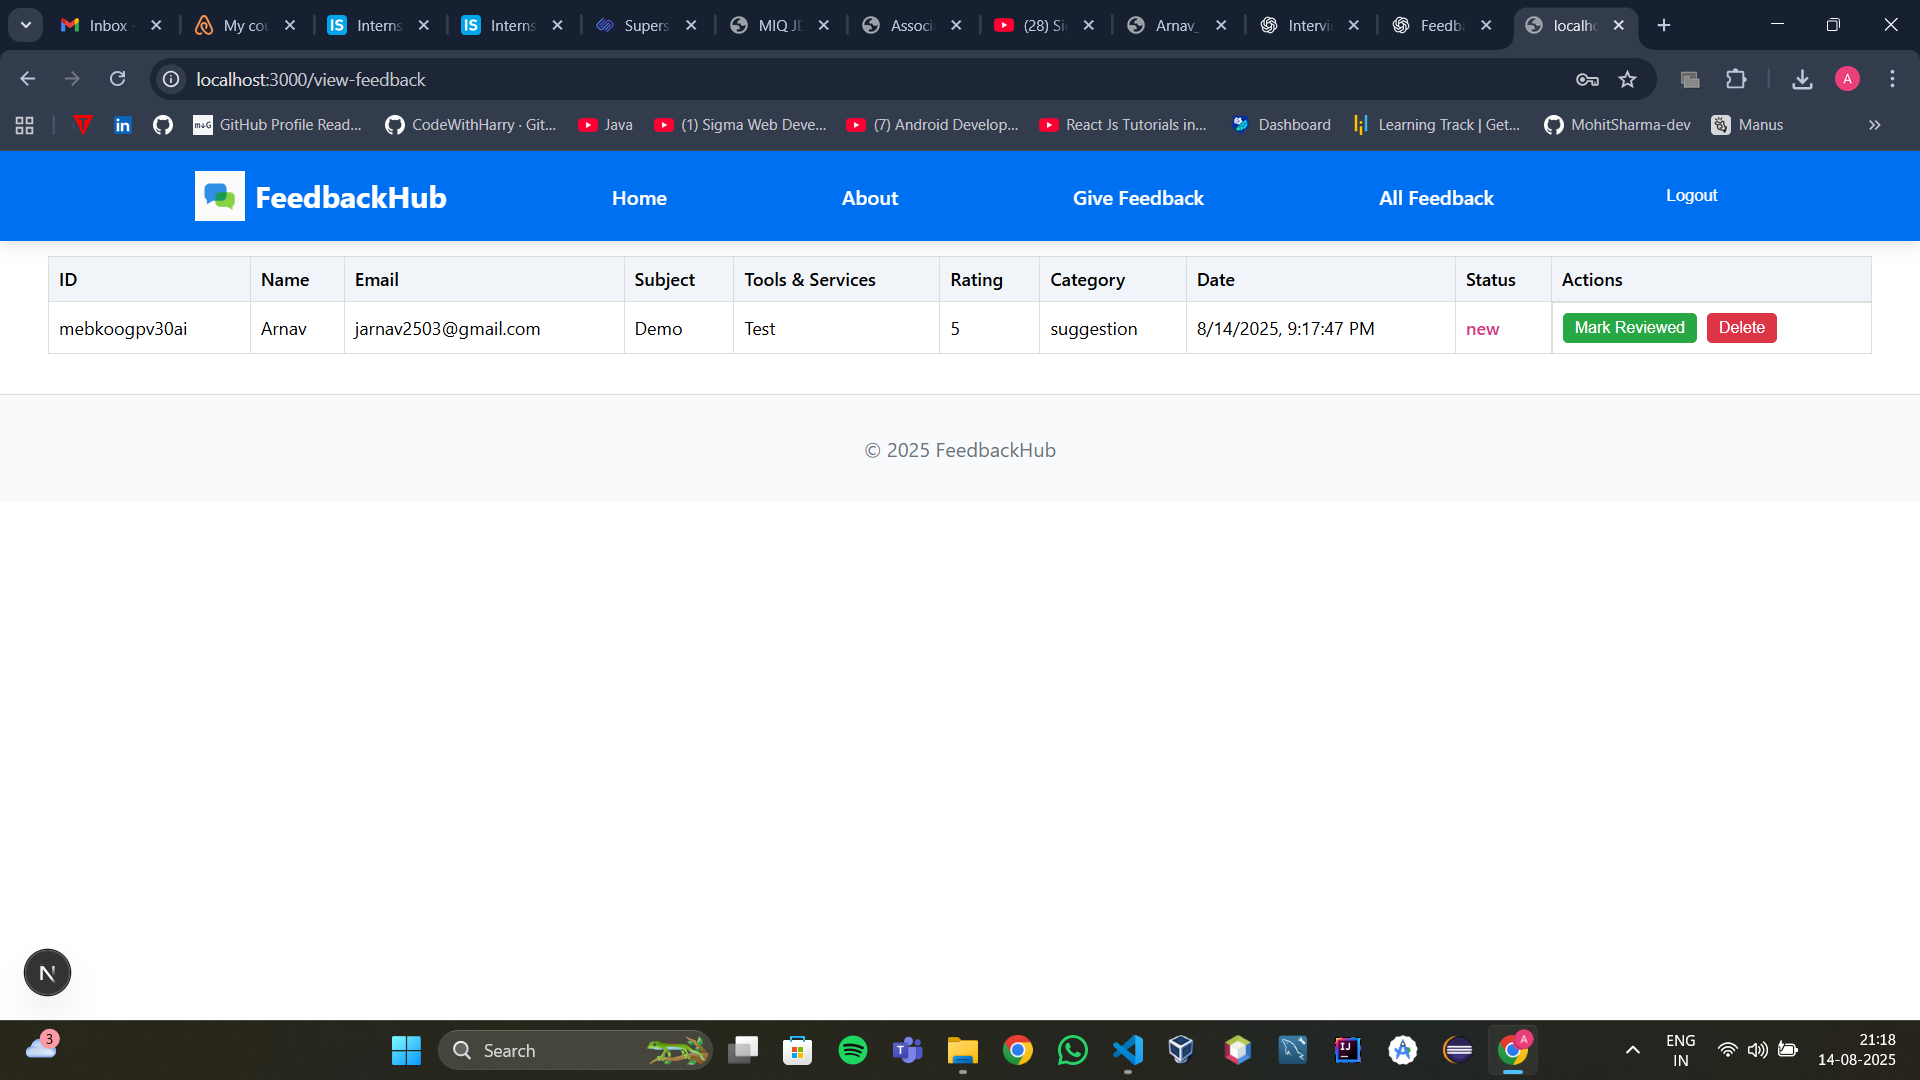 Inbox
My cou
Interns
Interns
Supers
MIQ JD
Associ
(28) Si
Arnav_
Intervi
Feedba
localho
localhost:3000/view-feedback
A
GitHub Profile Read...
CodeWithHarry · Git...
Java
(1) Sigma Web Deve...
(7) Android Develop...
React Js Tutorials in...
Dashboard
Learning Track | Get...
MohitSharma-dev
Manus
FeedbackHub
Home
About
Give Feedback
All Feedback
Logout
ID Name Email Subject Tools & Services Rating Category Date Status Actions
mebkoogpv30ai Arnav jarnav2503@gmail.com Demo Test 5 suggestion 8/14/2025, 9:17:47 PM new Mark Reviewed Delete
© 2025 FeedbackHub
N
3
Search
A
ENG
IN
21:18
14-08-2025